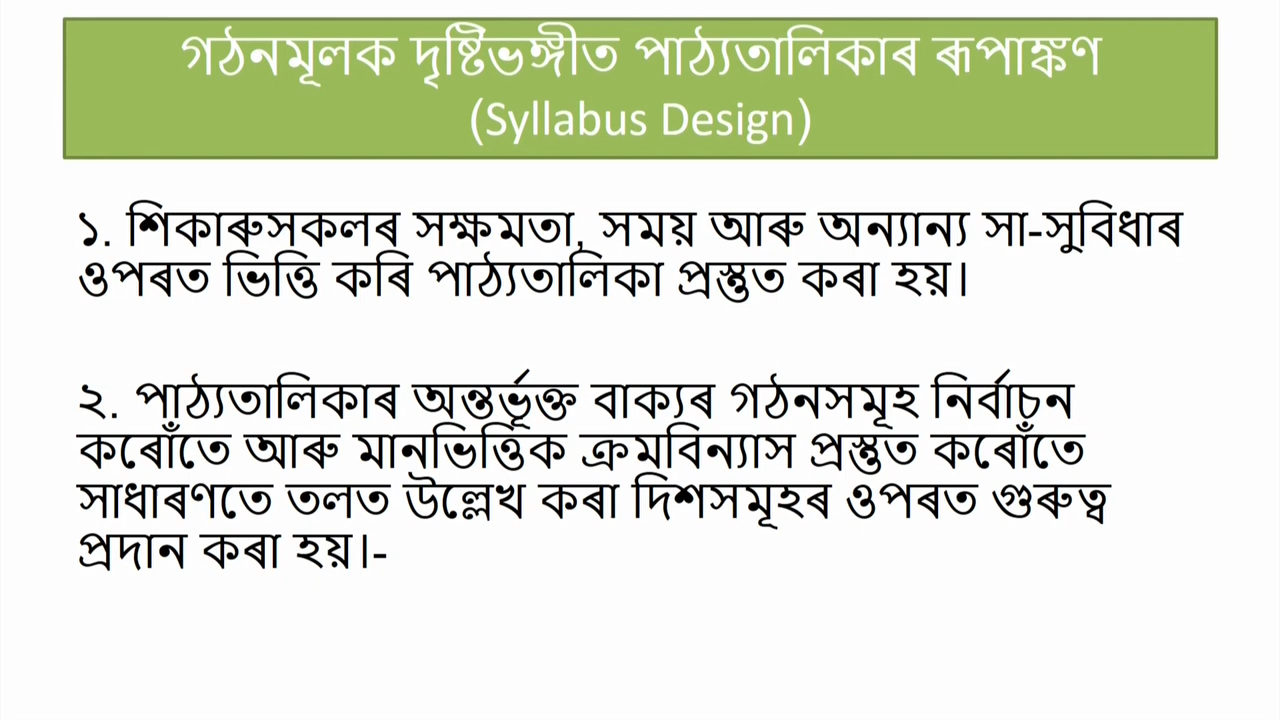 গঠনমূলক দৃষ্টিভঙ্গীত পাঠ্যতালিকাৰ ৰূপাঙ্কণ
(Syllabus Design)
১. শিকাৰুসকলৰ সক্ষমতা, সময় আৰু অন্যান্য সা-সুবিধাৰ
ওপৰত ভিত্তি কৰি পাঠ্যতালিকা প্ৰস্তুত কৰা হয়।
২. পাঠ্যতালিকাৰ অন্তৰ্ভূক্ত বাক্যৰ গঠনসমূহ নিৰ্বাচন
কৰোঁতে আৰু মানভিত্তিক ক্ৰমবিন্যাস প্ৰস্তুত কৰোঁতে
সাধাৰণতে তলত উল্লেখ কৰা দিশসমূহৰ ওপৰত গুৰুত্ব
প্ৰদান কৰা হয়।-